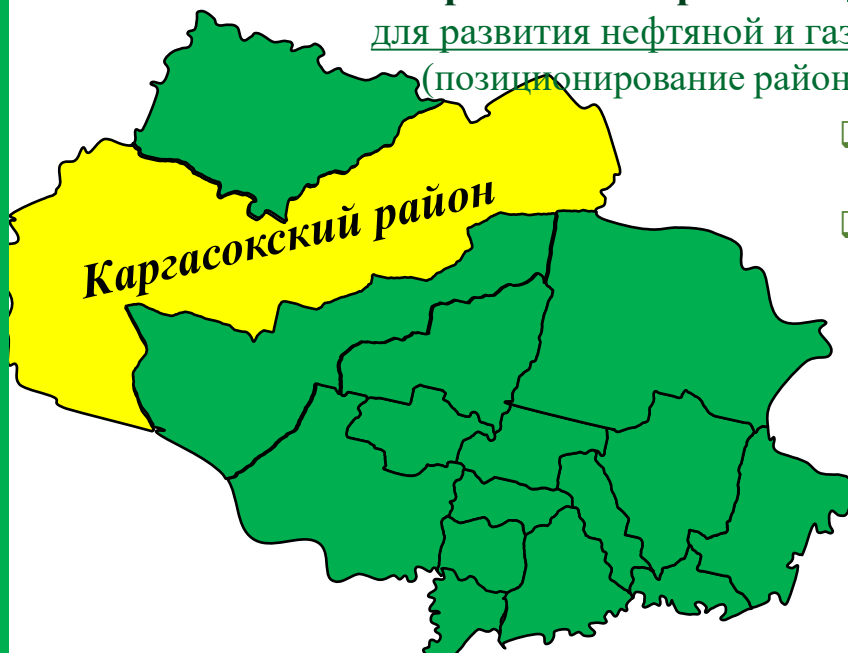 для развития нефтяной и газ
(позиционирование район
Каргасокский район